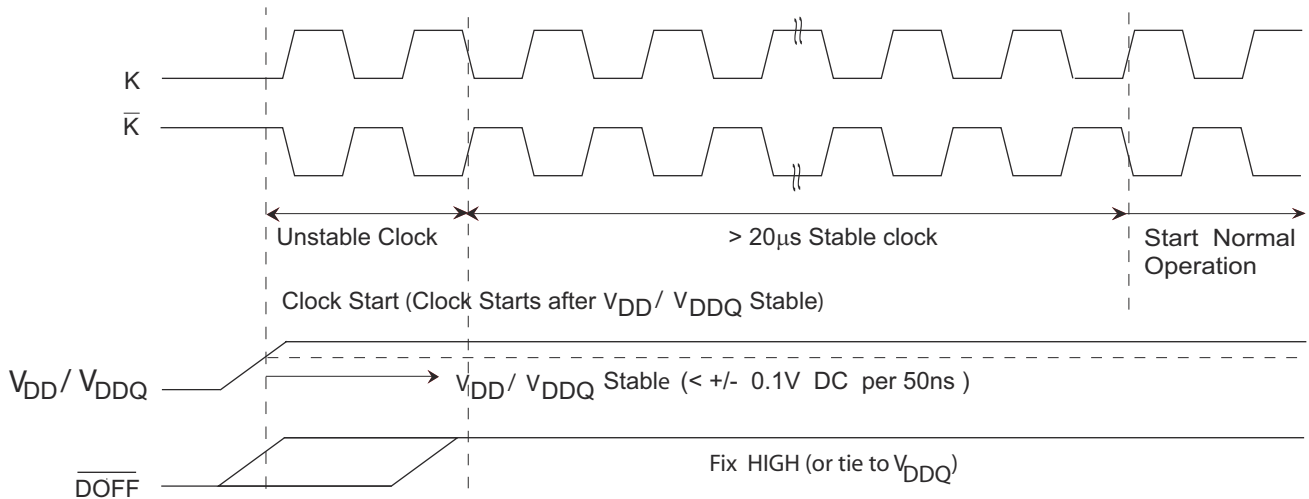 K
K̅
Unstable Clock
> 20μs Stable clock
Start Normal
Operation
Clock Start (Clock Starts after VDD / VDDQ Stable)
VDD / VDDQ
VDD / VDDQ Stable (< +/- 0.1V DC per 50ns )
D̅O̅F̅F̅
Fix HIGH (or tie to VDDQ)